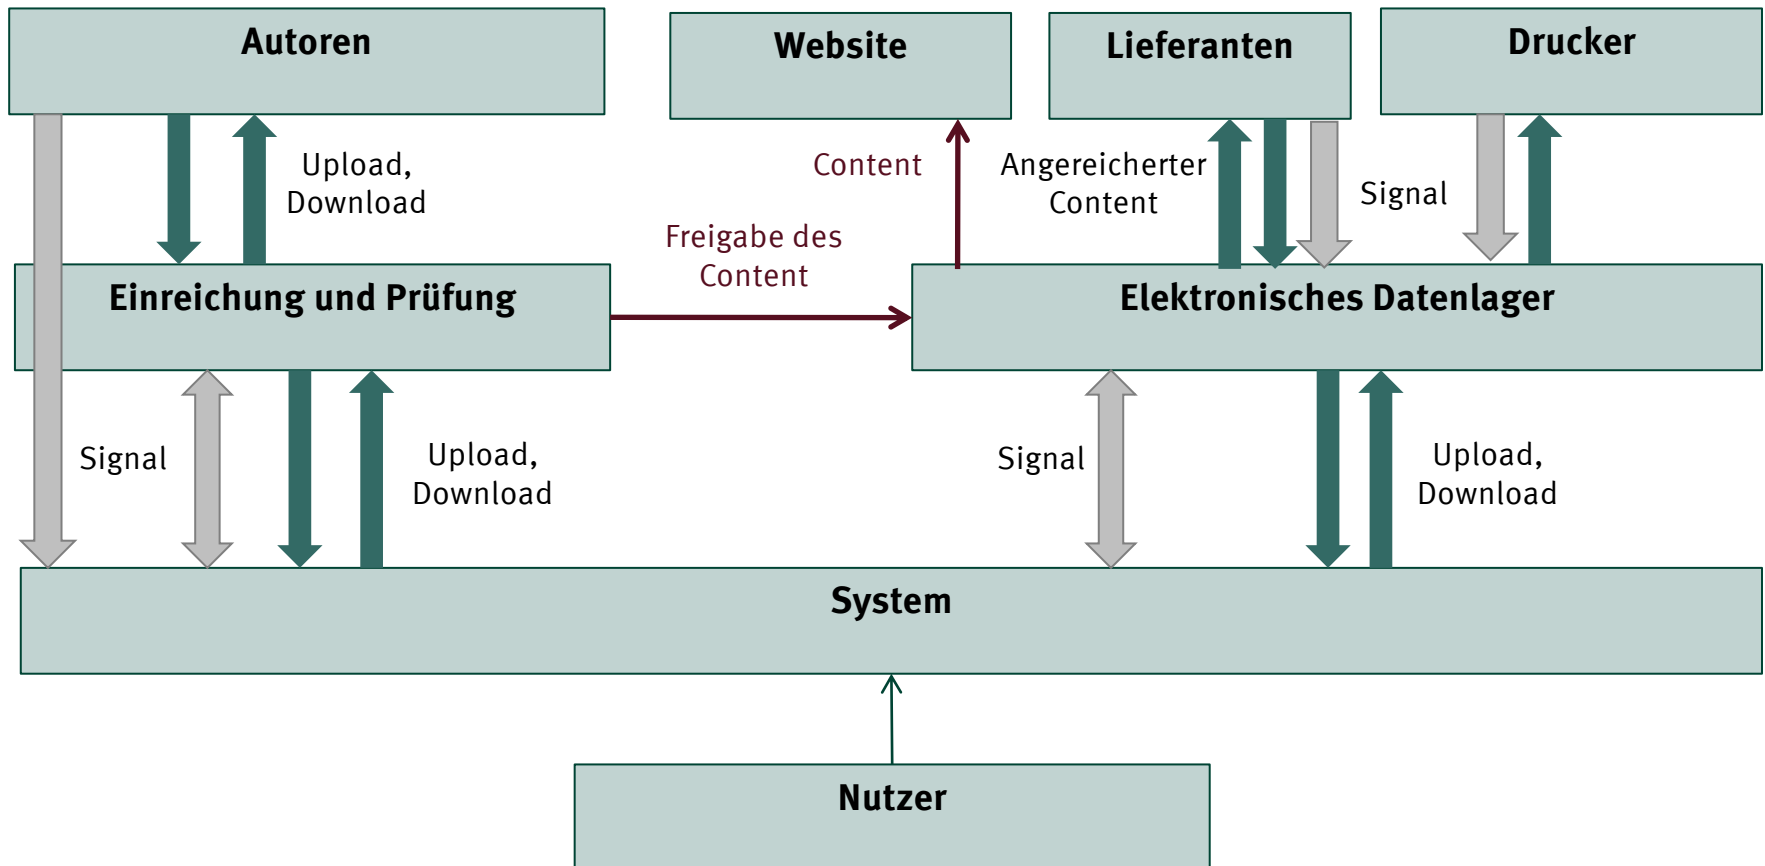 Autoren
Website
Lieferanten
Drucker
Upload,
Download
Content
Angereicherter
Content
Signal
Freigabe des
Content
Einreichung und Prüfung
Elektronisches Datenlager
Signal
Upload,
Download
Signal
Upload,
Download
System
Nutzer